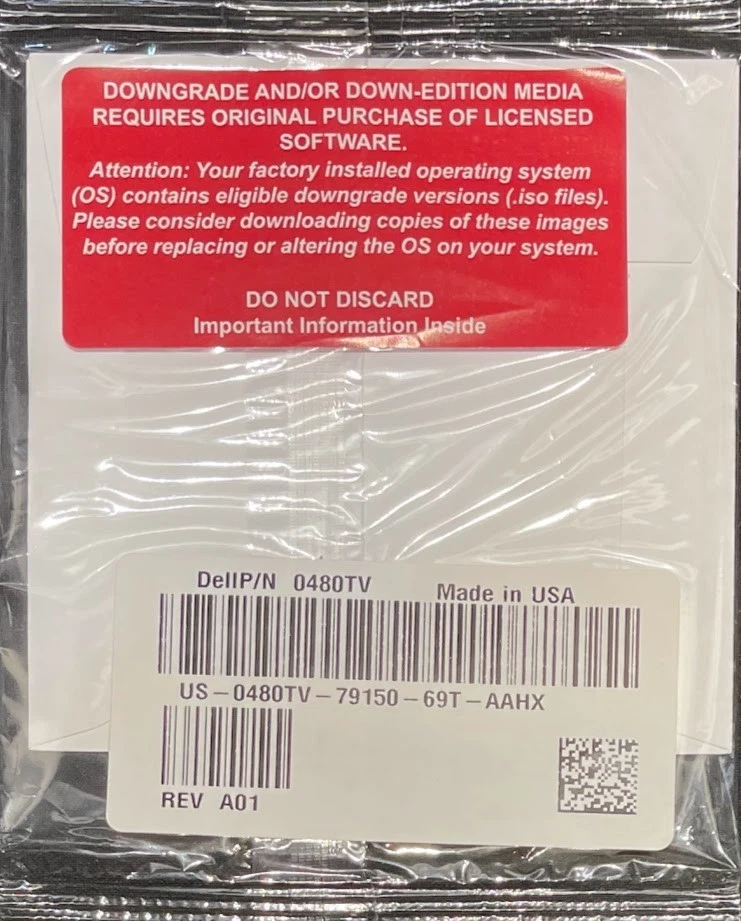 DOWNGRADE AND/OR DOWN-EDITION MEDIA
REQUIRES ORIGINAL PURCHASE OF LICENSED
SOFTWARE.
Attention: Your factory installed operating system
(OS) contains eligible downgrade versions (.iso files).
Please consider downloading copies of these images
before replacing or altering the OS on your system.
DO NOT DISCARD
Important Information Inside
DellP/N 0480TV Made in USA
US-0480TV-79150-69T-AAHX
REV A01